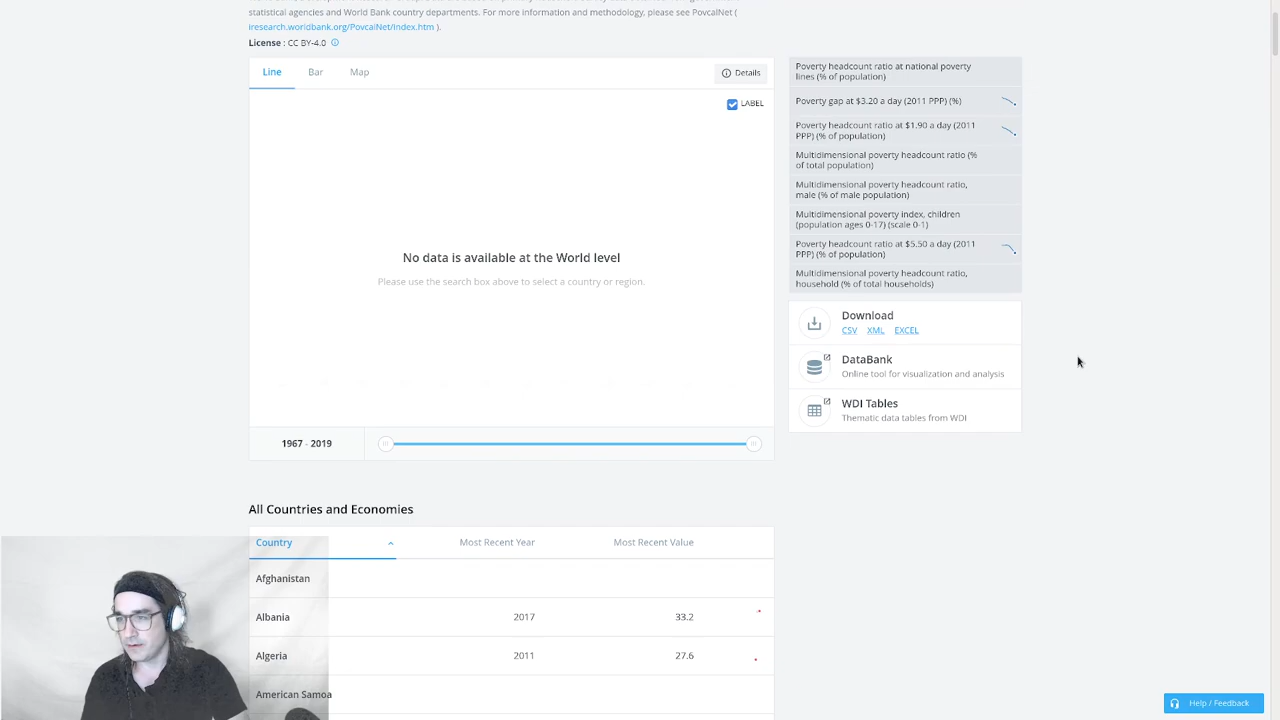 statistical agencies and World Bank country departments. For more information and methodology, please see PovcalNet (
iresearch.worldbank.org/PovcalNet/index.htm ).
License : CC BY-4.0
Line
Bar
Map
Details
LABEL
No data is available at the World level
Please use the search box above to select a country or region.
1967 - 2019
Poverty headcount ratio at national poverty
lines (% of population)
Poverty gap at $3.20 a day (2011 PPP) (%)
Poverty headcount ratio at $1.90 a day (2011
PPP) (% of population)
Multidimensional poverty headcount ratio (%
of total population)
Multidimensional poverty headcount ratio,
male (% of male population)
Multidimensional poverty index, children
(population ages 0-17) (scale 0-1)
Poverty headcount ratio at $5.50 a day (2011
PPP) (% of population)
Multidimensional poverty headcount ratio,
household (% of total households)
Download
CSV XML EXCEL
DataBank
Online tool for visualization and analysis
WDI Tables
Thematic data tables from WDI
All Countries and Economies
Country Most Recent Year Most Recent Value
Afghanistan
Albania 2017 33.2
Algeria 2011 27.6
American Samoa
Help / Feedback